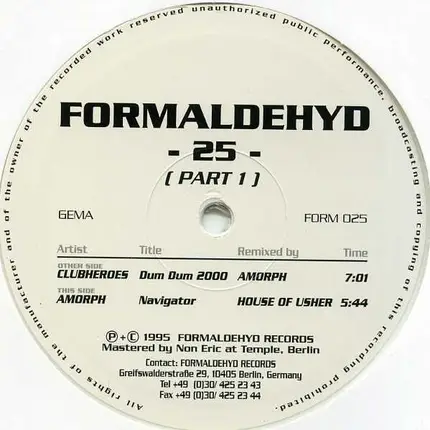 All rights of the manufacturer and of the owner of the recorded work reserved unauthorized public performance, broadcasting and copying of this recording prohibited.
FORMALDEHYD
- 25 -
( PART 1 )
GEMA FORM 025
Artist Title Remixed by Time
OTHER SIDE
CLUBHEROES Dum Dum 2000 AMORPH 7:01
THIS SIDE
AMORPH Navigator HOUSE OF USHER 5:44
P + C 1995 FORMALDEHYD RECORDS
Mastered by Non Eric at Temple, Berlin
Contact: FORMALDEHYD RECORDS
Greifswalderstraße 29, 10405 Berlin, Germany
Tel +49 (0)30/ 425 23 43
Fax +49 (0)30/ 425 23 44